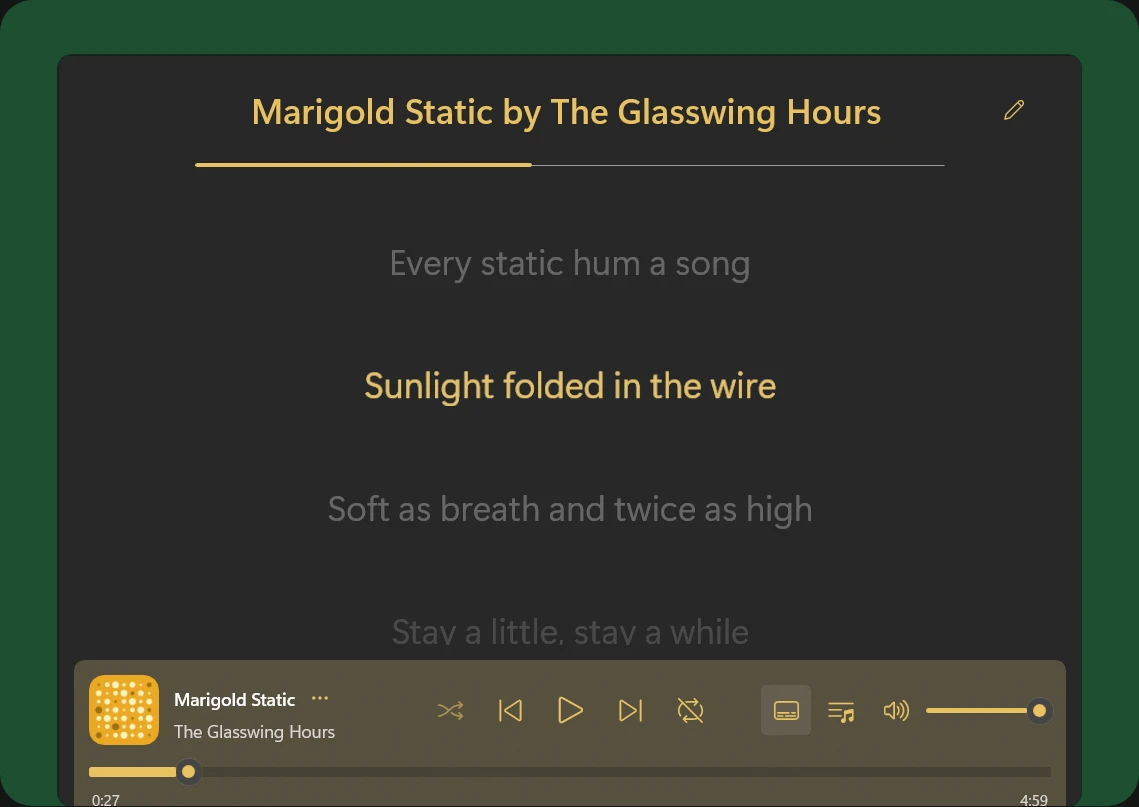 Marigold Static by The Glasswing Hours
Every static hum a song
Sunlight folded in the wire
Soft as breath and twice as high
Stay a little, stay a while
Marigold Static
The Glasswing Hours
0:27
4:59